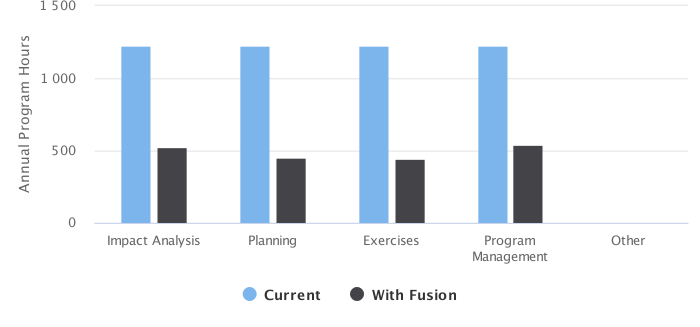 1 500
Annual Program Hours
1 000
500
0
Impact Analysis
Planning
Exercises
Program
Management
Other
Current
With Fusion